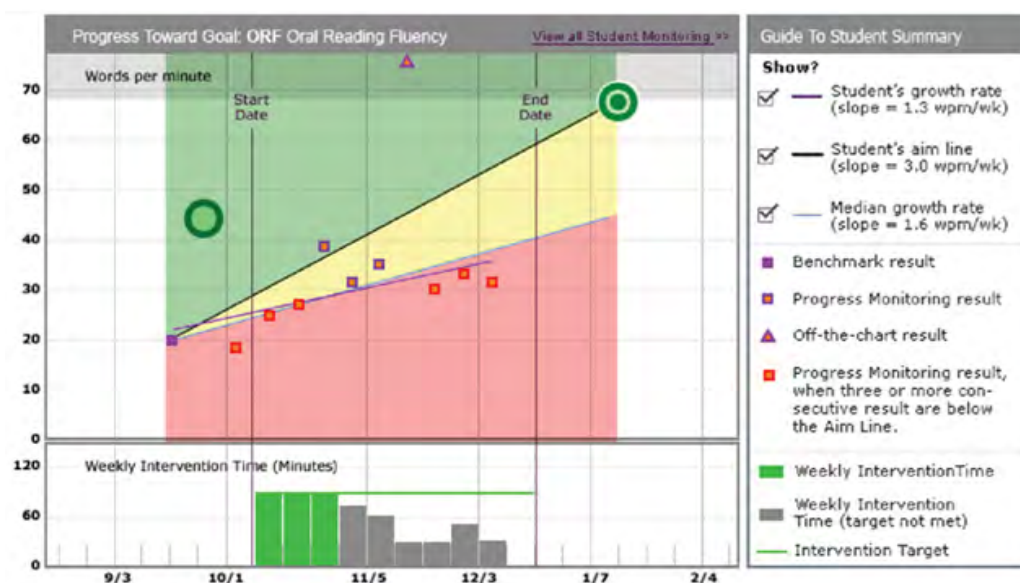 Progress Toward Goal: ORF Oral Reading Fluency
View all Student Monitoring >>
Words per minute
Start
Date
End
Date
70
60
50
40
30
20
10
0
Weekly Intervention Time (Minutes)
120
60
0
9/3
10/1
11/5
12/3
1/7
2/4
Guide To Student Summary
Show?
Student's growth rate
(slope = 1.3 wpm/wk)
Student's aim line
(slope = 3.0 wpm/wk)
Median growth rate
(slope = 1.6 wpm/wk)
Benchmark result
Progress Monitoring result
Off-the-chart result
Progress Monitoring result,
when three or more con-
secutive result are below
the Aim Line.
Weekly InterventionTime
Weekly Intervention
Time (target not met)
Intervention Target